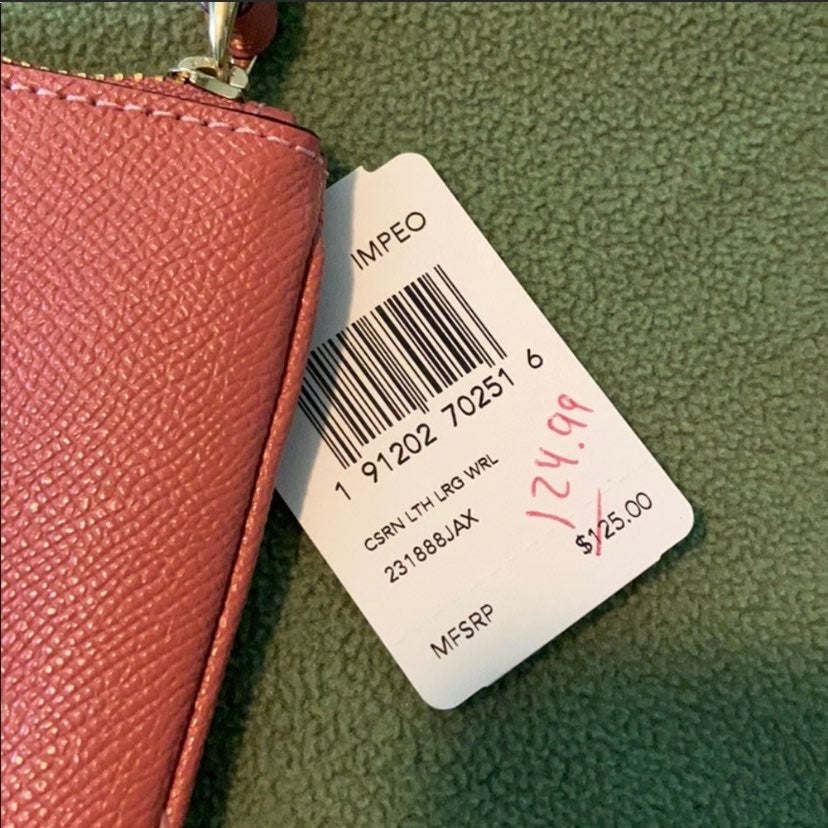 IMPEO
1 91202 70251 6
CSRN LTH LRG WRL
231888JAX
124.99
$125.00
MFSRP